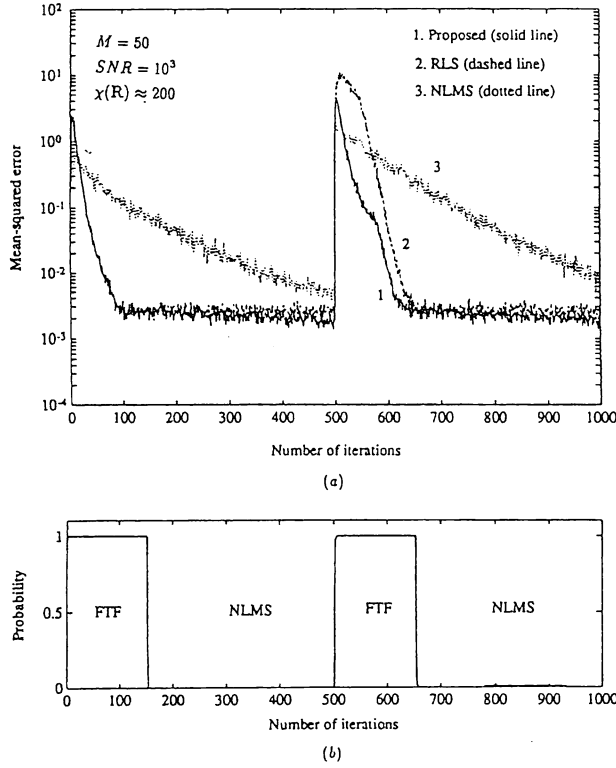 M = 50
SNR = 10³
χ(R) ≈ 200
1. Proposed (solid line)
2. RLS (dashed line)
3. NLMS (dotted line)
Mean-squared error
10²
10¹
10⁰
10⁻¹
10⁻²
10⁻³
10⁻⁴
3
2
1
0 100 200 300 400 500 600 700 800 900 1000
Number of iterations
(a)
Probability
1
0.5
0
FTF NLMS FTF NLMS
0 100 200 300 400 500 600 700 800 900 1000
Number of iterations
(b)